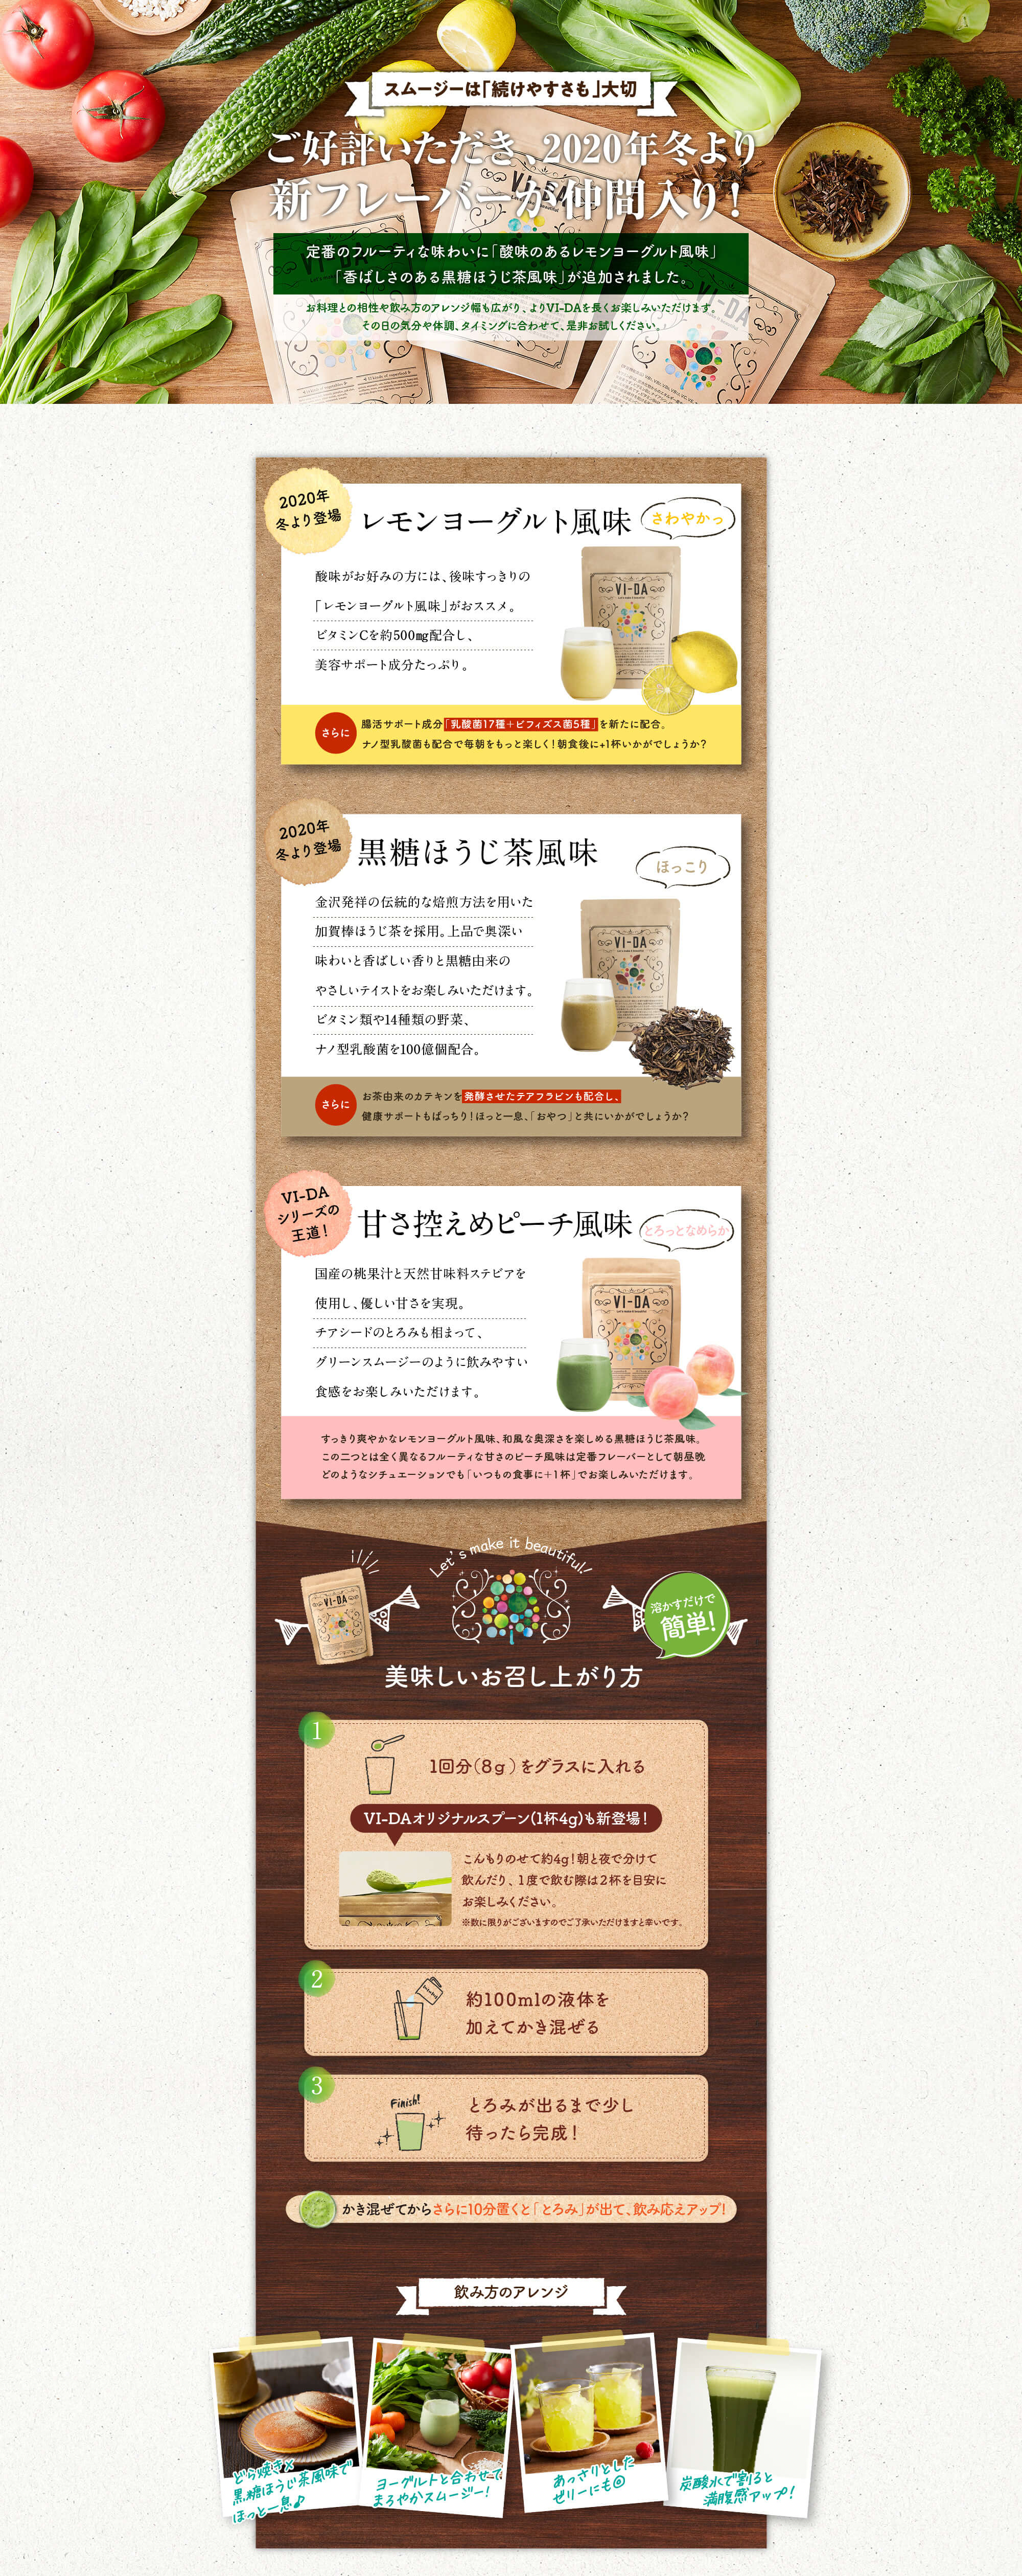 スムージーは「続けやすさも」大切
ご好評いただき、2020年冬より
新フレーバーが仲間入り！
定番のフルーティな味わいに「酸味のあるレモンヨーグルト風味」
「香ばしさのある黒糖ほうじ茶風味」が追加されました。
お料理との相性や飲み方のアレンジ幅も広がり、よりVI-DAを長くお楽しみいただけます。
その日の気分や体調、タイミングに合わせて、是非お試しください。
2020年
冬より登場
レモンヨーグルト風味
さわやかっ
酸味がお好みの方には、後味すっきりの
「レモンヨーグルト風味」がおススメ。
ビタミンCを約500㎎配合し、
美容サポート成分たっぷり。
VI-DA
さらに
腸活サポート成分「乳酸菌17種＋ビフィズス菌5種」を新たに配合。
ナノ型乳酸菌も配合で毎朝をもっと楽しく！朝食後に+1杯いかがでしょうか？
2020年
冬より登場
黒糖ほうじ茶風味
ほっこり
金沢発祥の伝統的な焙煎方法を用いた
加賀棒ほうじ茶を採用。上品で奥深い
味わいと香ばしい香りと黒糖由来の
やさしいテイストをお楽しみいただけます。
ビタミン類や14種類の野菜、
ナノ型乳酸菌を100億個配合。
VI-DA
さらに
お茶由来のカテキンを発酵させたテアフラビンも配合し、
健康サポートもばっちり！ほっと一息、「おやつ」と共にいかがでしょうか？
VI-DA
シリーズの
王道！
甘さ控えめピーチ風味
とろっとなめらか
国産の桃果汁と天然甘味料ステビアを
使用し、優しい甘さを実現。
チアシードのとろみも相まって、
グリーンスムージーのように飲みやすい
食感をお楽しみいただけます。
VI-DA
すっきり爽やかなレモンヨーグルト風味、和風な奥深さを楽しめる黒糖ほうじ茶風味。
この二つとは全く異なるフルーティな甘さのピーチ風味は定番フレーバーとして朝昼晩
どのようなシチュエーションでも「いつもの食事に＋１杯」でお楽しみいただけます。
Let's make it beautiful!
VI-DA
溶かすだけで
簡単！
美味しいお召し上がり方
1
1回分（8ｇ）をグラスに入れる
VI-DAオリジナルスプーン(1杯4g)も新登場！
こんもりのせて約4g！朝と夜で分けて
飲んだり、１度で飲む際は２杯を目安に
お楽しみください。
※数に限りがございますのでご了承いただけますと幸いです。
2
約100mlの液体を
加えてかき混ぜる
3
Finish!
とろみが出るまで少し
待ったら完成！
かき混ぜてからさらに10分置くと「とろみ」が出て、飲み応えアップ！
飲み方のアレンジ
どら焼き×
黒糖ほうじ茶風味で
ほっと一息♪
ヨーグルトと合わせて
まろやかスムージー！
あっさりとした
ゼリーにも◎
炭酸水で割ると
満腹感アップ！